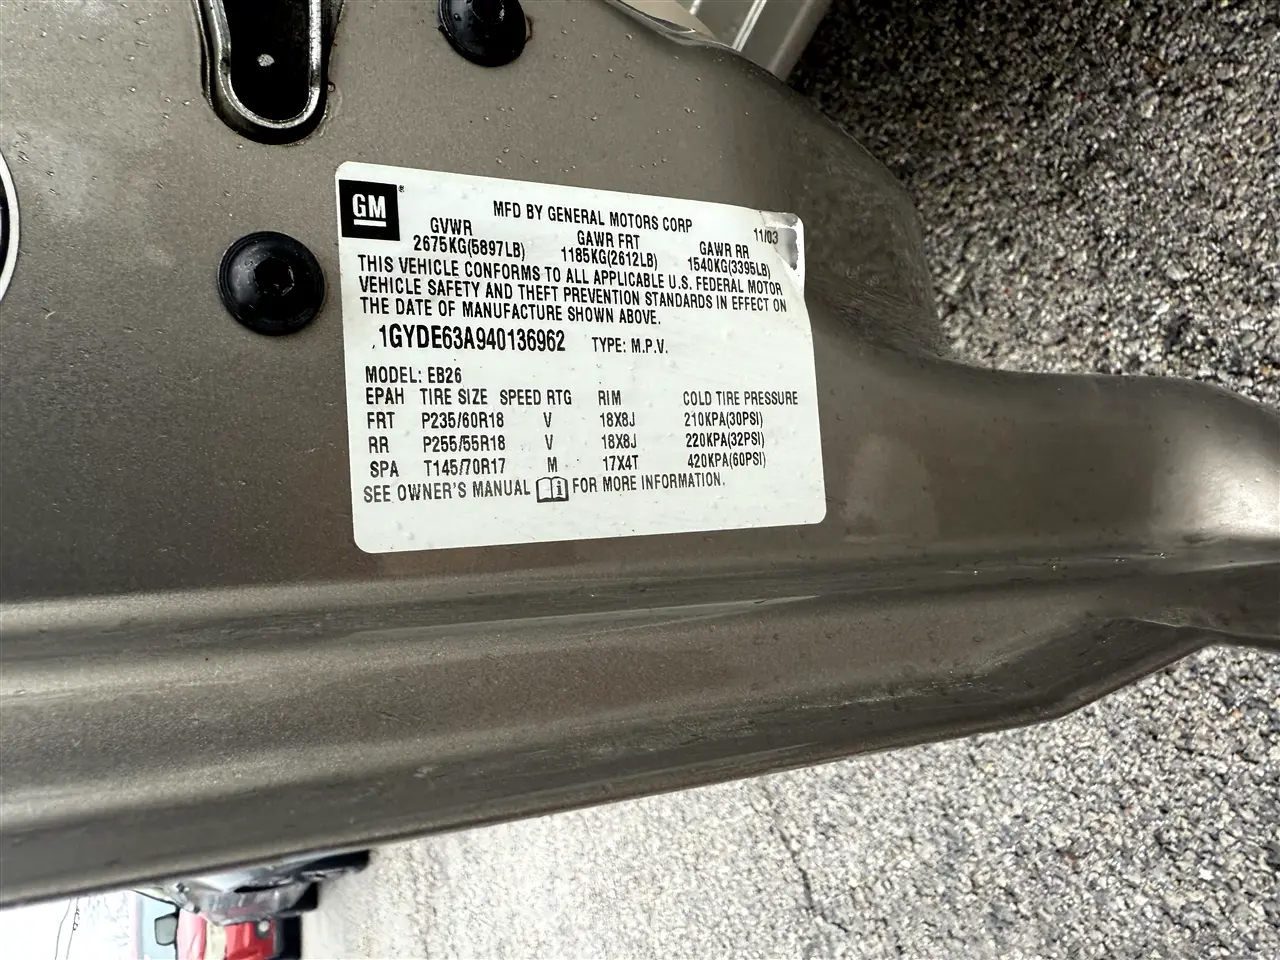 GM
MFD BY GENERAL MOTORS CORP 11/03
GVWR GAWR FRT GAWR RR
2675KG(5897LB) 1185KG(2612LB) 1540KG(3395LB)
THIS VEHICLE CONFORMS TO ALL APPLICABLE U.S. FEDERAL MOTOR
VEHICLE SAFETY AND THEFT PREVENTION STANDARDS IN EFFECT ON
THE DATE OF MANUFACTURE SHOWN ABOVE.
1GYDE63A940136962 TYPE: M.P.V.
MODEL: EB26
EPAH TIRE SIZE SPEED RTG RIM COLD TIRE PRESSURE
FRT P235/60R18 V 18X8J 210KPA(30PSI)
RR P255/55R18 V 18X8J 220KPA(32PSI)
SPA T145/70R17 M 17X4T 420KPA(60PSI)
SEE OWNER'S MANUAL i FOR MORE INFORMATION.